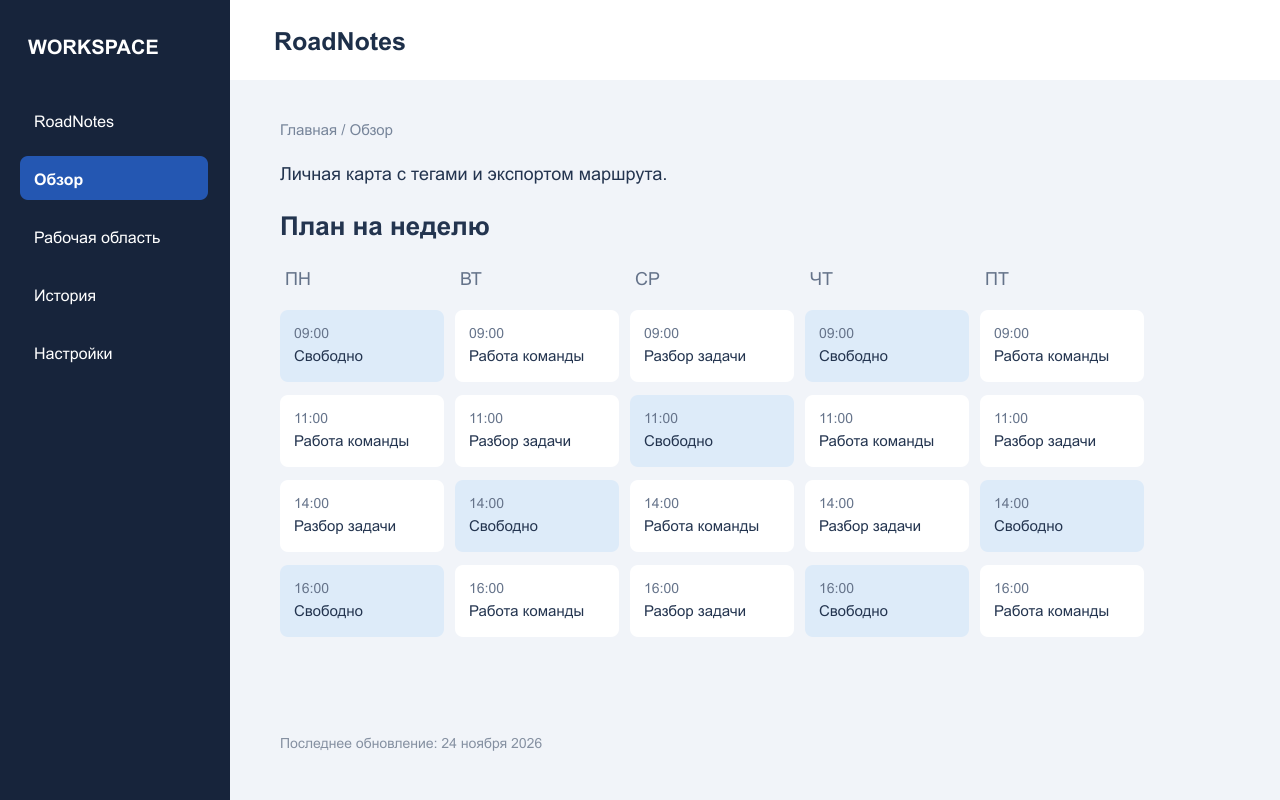 WORKSPACE
RoadNotes
Обзор
Рабочая область
История
Настройки
RoadNotes
Главная / Обзор
Личная карта с тегами и экспортом маршрута.
План на неделю
ПН ВТ СР ЧТ ПТ
09:00 09:00 09:00 09:00 09:00
Свободно Работа команды Разбор задачи Свободно Работа команды
11:00 11:00 11:00 11:00 11:00
Работа команды Разбор задачи Свободно Работа команды Разбор задачи
14:00 14:00 14:00 14:00 14:00
Разбор задачи Свободно Работа команды Разбор задачи Свободно
16:00 16:00 16:00 16:00 16:00
Свободно Работа команды Разбор задачи Свободно Работа команды
Последнее обновление: 24 ноября 2026